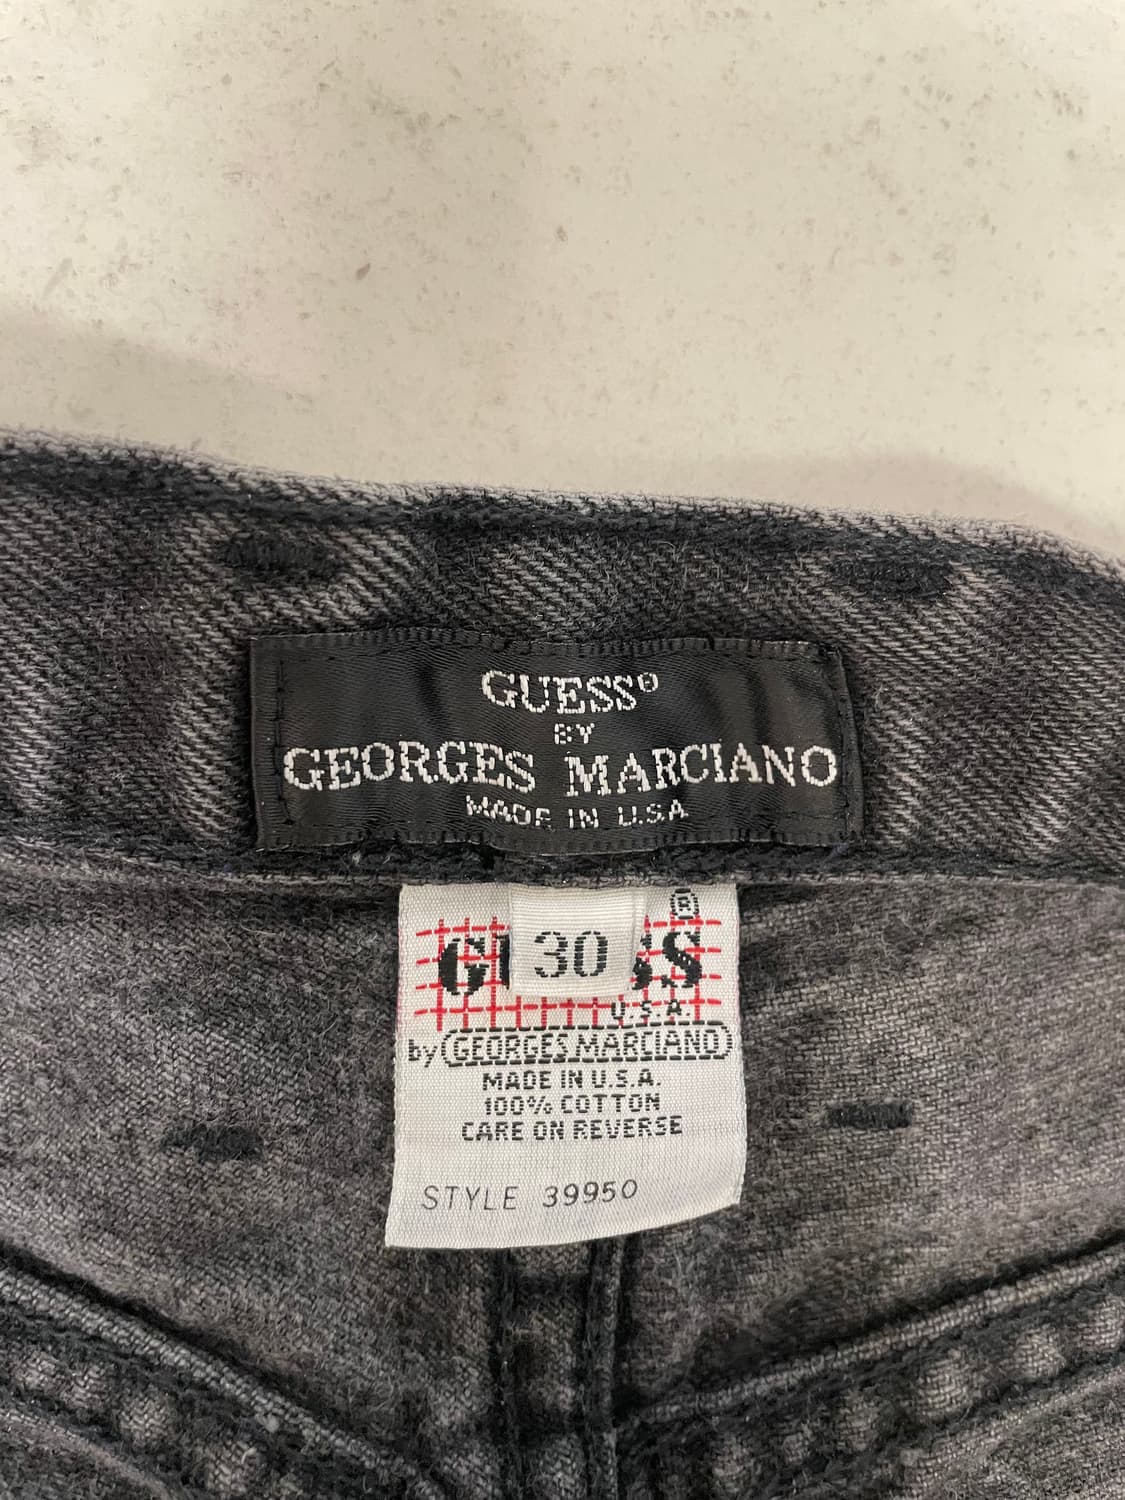 GUESS®
BY
GEORGES MARCIANO
MADE IN U.S.A
®
30
U.S.A.
by GEORGES MARCIANO
MADE IN U.S.A.
100% COTTON
CARE ON REVERSE
STYLE 39950